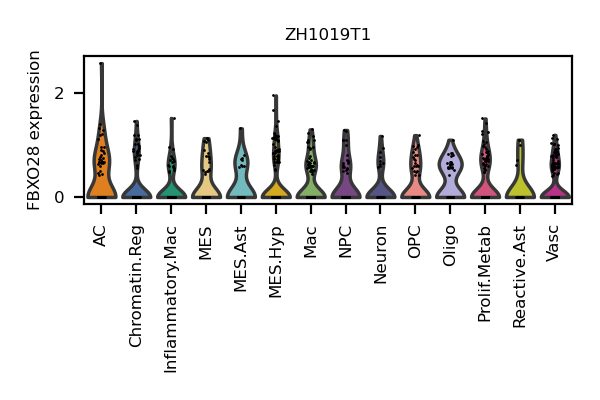 ZH1019T1
FBXO28 expression
2
0
AC
Chromatin.Reg
Inflammatory.Mac
MES
MES.Ast
MES.Hyp
Mac
NPC
Neuron
OPC
Oligo
Prolif.Metab
Reactive.Ast
Vasc